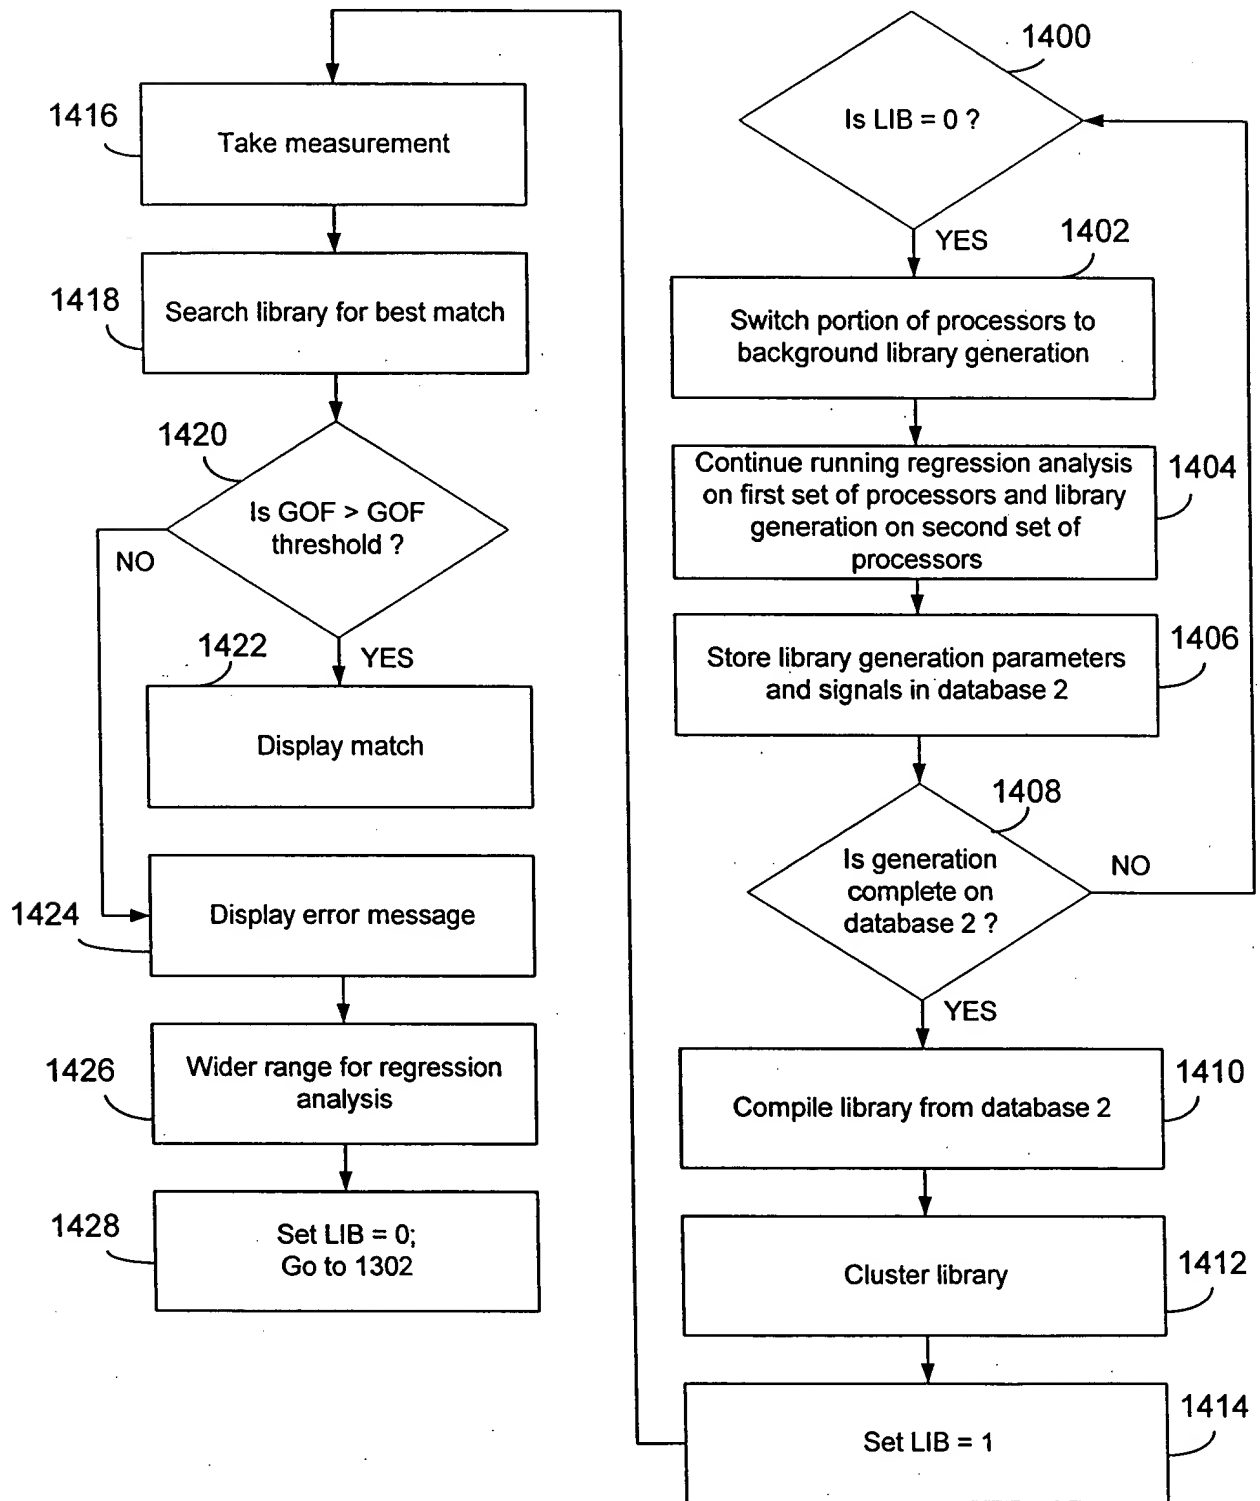 1400
Is LIB = 0 ?
YES
1402
Switch portion of processors to
background library generation
1404
Continue running regression analysis
on first set of processors and library
generation on second set of
processors
1406
Store library generation parameters
and signals in database 2
1408
Is generation
complete on
database 2 ?
NO
YES
1410
Compile library from database 2
1412
Cluster library
1414
Set LIB = 1
1416
Take measurement
1418
Search library for best match
1420
Is GOF > GOF
threshold ?
NO
YES
1422
Display match
1424
Display error message
1426
Wider range for regression
analysis
1428
Set LIB = 0;
Go to 1302